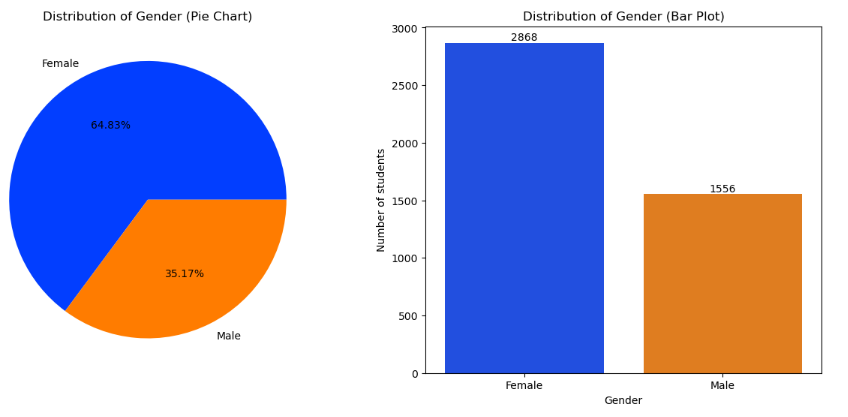 Distribution of Gender (Pie Chart)
Female
64.83%
35.17%
Male
Distribution of Gender (Bar Plot)
Number of students
3000
2500
2000
1500
1000
500
0
2868
1556
Female
Male
Gender